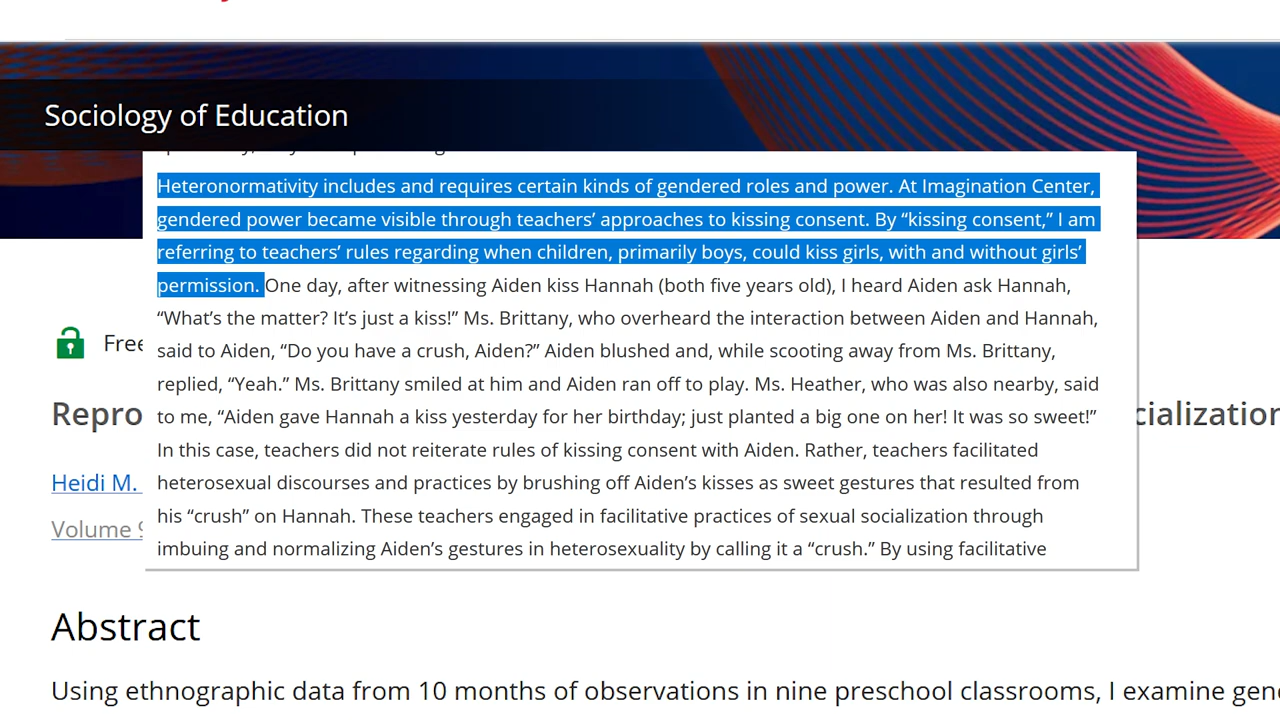 Sociology of Education
Heteronormativity includes and requires certain kinds of gendered roles and power. At Imagination Center,
gendered power became visible through teachers’ approaches to kissing consent. By “kissing consent,” I am
referring to teachers’ rules regarding when children, primarily boys, could kiss girls, with and without girls’
permission. One day, after witnessing Aiden kiss Hannah (both five years old), I heard Aiden ask Hannah,
“What’s the matter? It’s just a kiss!” Ms. Brittany, who overheard the interaction between Aiden and Hannah,
said to Aiden, “Do you have a crush, Aiden?” Aiden blushed and, while scooting away from Ms. Brittany,
replied, “Yeah.” Ms. Brittany smiled at him and Aiden ran off to play. Ms. Heather, who was also nearby, said
to me, “Aiden gave Hannah a kiss yesterday for her birthday; just planted a big one on her! It was so sweet!”
In this case, teachers did not reiterate rules of kissing consent with Aiden. Rather, teachers facilitated
heterosexual discourses and practices by brushing off Aiden’s kisses as sweet gestures that resulted from
his “crush” on Hannah. These teachers engaged in facilitative practices of sexual socialization through
imbuing and normalizing Aiden’s gestures in heterosexuality by calling it a “crush.” By using facilitative
Free
Repro cialization
Heidi M.
Volume 9
Abstract
Using ethnographic data from 10 months of observations in nine preschool classrooms, I examine gen